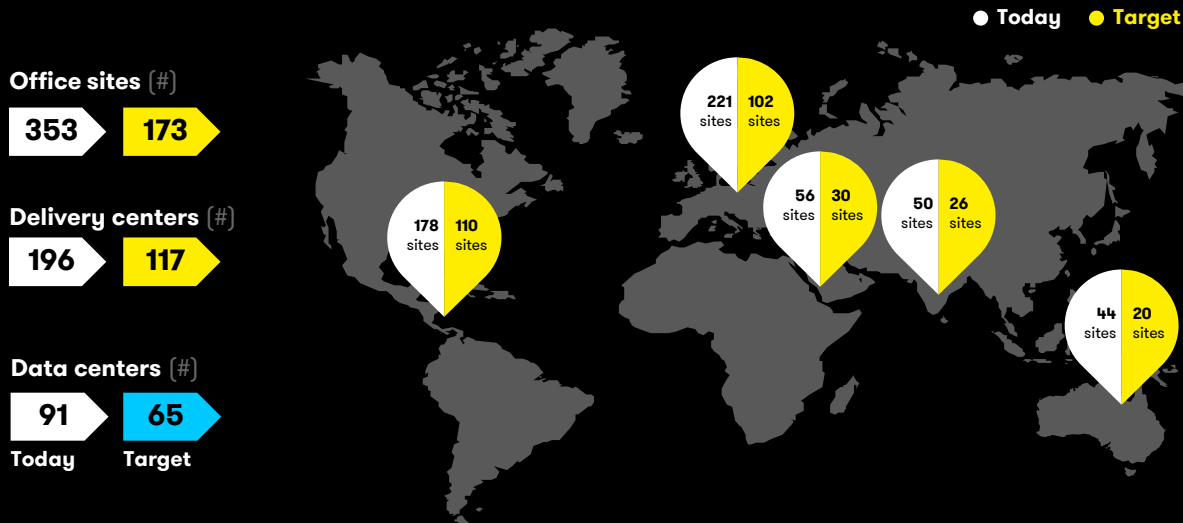 Today Target
Office sites (#)
353 173
Delivery centers (#)
196 117
Data centers (#)
91 65
Today Target
221 102
sites sites
56 30
sites sites
50 26
sites sites
178 110
sites sites
44 20
sites sites